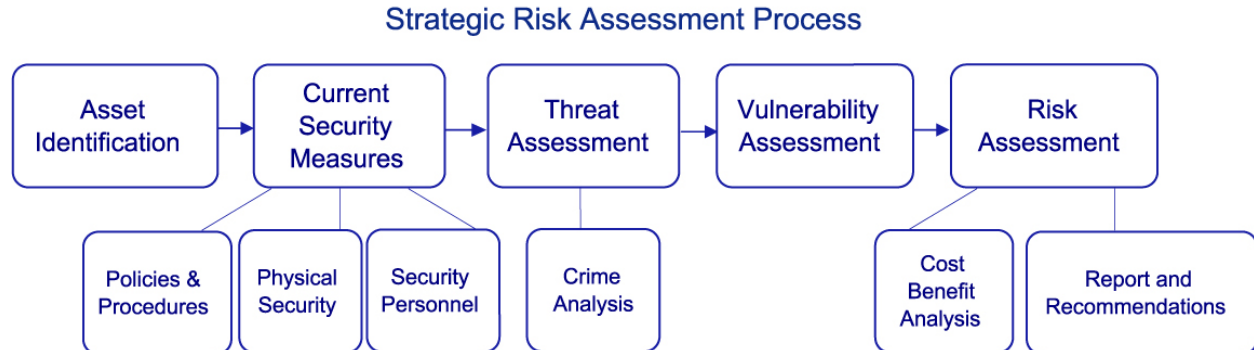 Strategic Risk Assessment Process
Asset
Identification
Current
Security
Measures
Threat
Assessment
Vulnerability
Assessment
Risk
Assessment
Policies &
Procedures
Physical
Security
Security
Personnel
Crime
Analysis
Cost
Benefit
Analysis
Report and
Recommendations